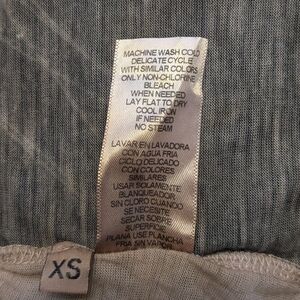 MACHINE WASH COLD
DELICATE CYCLE
WITH SIMILAR COLORS
ONLY NON-CHLORINE
BLEACH
WHEN NEEDED
LAY FLAT TO DRY
COOL IRON
IF NEEDED
NO STEAM
LAVAR EN LAVADORA
CON AGUA FRIA
CICLO DELICADO
CON COLORES
SIMILARES
USAR SOLAMENTE
BLANQUEADOR
SIN CLORO CUANDO
SE NECESITE
SECAR SOBRE
SUPERFICIE
PLANA USE PLANCHA
FRIA SIN VAPOR
XS